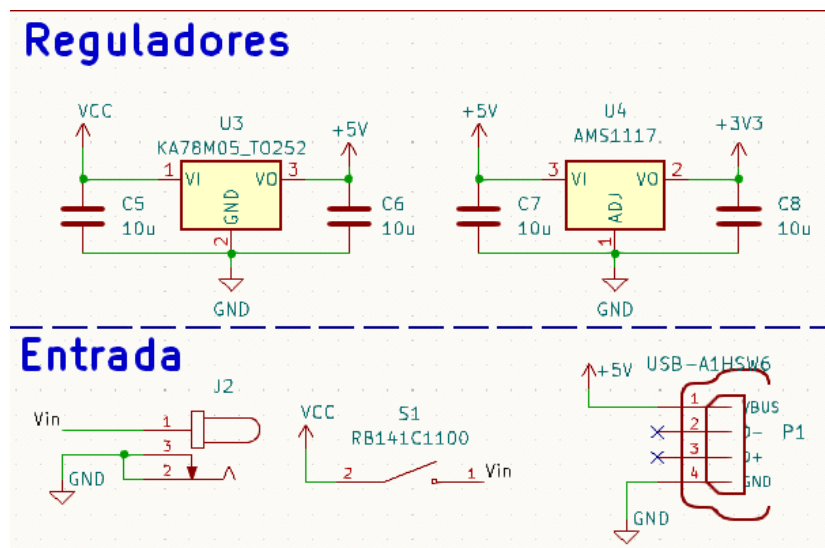 Reguladores
VCC
U3
KA78M05_TO252
+5V
1
VI
VO
3
GND
2
C5
10u
C6
10u
GND
+5V
U4
AMS1117
+3V3
3
VI
VO
2
ADJ
1
C7
10u
C8
10u
GND
Entrada
J2
Vin
1
3
2
GND
VCC
S1
RB141C1100
2
1
Vin
+5V
USB-A1HSW6
1
VBUS
2
D-
3
D+
4
GND
P1
GND